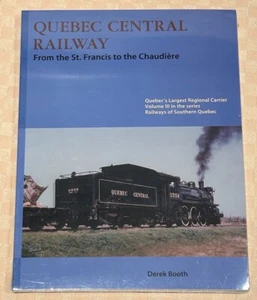 QUEBEC CENTRAL
RAILWAY
From the St. Francis to the Chaudière
Quebec's Largest Regional Carrier
Volume III in the series
Railways of Southern Quebec
QUEBEC CENTRAL
Derek Booth